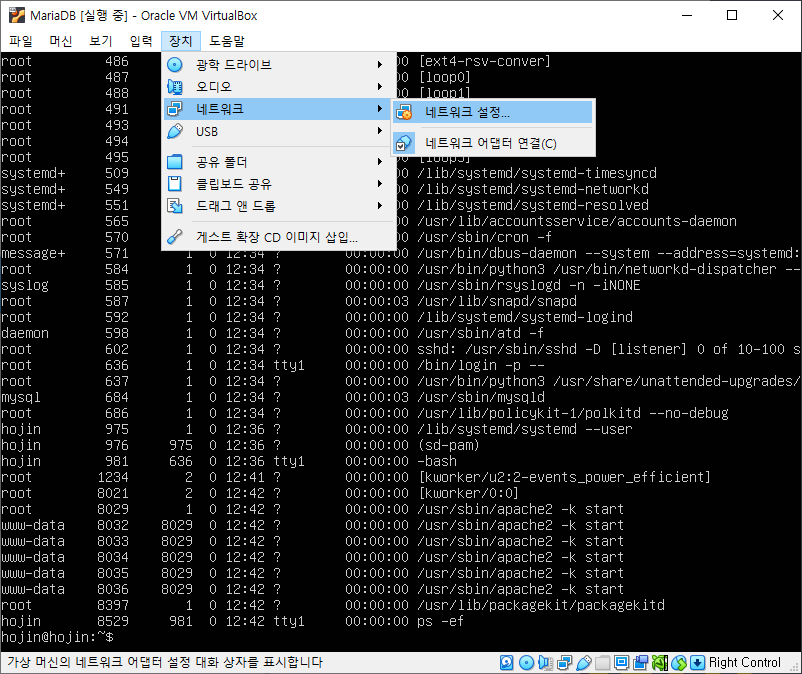 MariaDB [실행 중] - Oracle VM VirtualBox
파일 머신 보기 입력 장치 도움말
광학 드라이브
오디오
네트워크
USB
공유 폴더
클립보드 공유
드래그 앤 드롭
게스트 확장 CD 이미지 삽입...
네트워크 설정...
네트워크 어댑터 연결(C)
root 486 00 [ext4-rsv-conver]
root 487 00 [loop0]
root 488 00 [loop1]
root 491
root 493
root 494
root 495
systemd+ 509 00:00:00 /lib/systemd/systemd-timesyncd
systemd+ 549 00 /lib/systemd/systemd-networkd
systemd+ 551 00 /lib/systemd/systemd-resolved
root 565 00 /usr/lib/accountsservice/accounts-daemon
root 570 00 /usr/sbin/cron -f
message+ 571 1 0 12:34 ? 00:00:00 /usr/bin/dbus-daemon --system --address=systemd:
root 584 1 0 12:34 ? 00:00:00 /usr/bin/python3 /usr/bin/networkd-dispatcher --
syslog 585 1 0 12:34 ? 00:00:00 /usr/sbin/rsyslogd -n -iNONE
root 587 1 0 12:34 ? 00:00:03 /usr/lib/snapd/snapd
root 592 1 0 12:34 ? 00:00:00 /lib/systemd/systemd-logind
daemon 598 1 0 12:34 ? 00:00:00 /usr/sbin/atd -f
root 602 1 0 12:34 ? 00:00:00 sshd: /usr/sbin/sshd -D [listener] 0 of 10-100 s
root 636 1 0 12:34 tty1 00:00:00 /bin/login -p --
root 637 1 0 12:34 ? 00:00:00 /usr/bin/python3 /usr/share/unattended-upgrades/
mysql 684 1 0 12:34 ? 00:00:03 /usr/sbin/mysqld
root 686 1 0 12:34 ? 00:00:00 /usr/lib/policykit-1/polkitd --no-debug
hojin 975 1 0 12:36 ? 00:00:00 /lib/systemd/systemd --user
hojin 976 975 0 12:36 ? 00:00:00 (sd-pam)
hojin 981 636 0 12:36 tty1 00:00:00 -bash
root 1234 2 0 12:41 ? 00:00:00 [kworker/u2:2-events_power_efficient]
root 8021 2 0 12:42 ? 00:00:00 [kworker/0:0]
root 8029 1 0 12:42 ? 00:00:00 /usr/sbin/apache2 -k start
www-data 8032 8029 0 12:42 ? 00:00:00 /usr/sbin/apache2 -k start
www-data 8033 8029 0 12:42 ? 00:00:00 /usr/sbin/apache2 -k start
www-data 8034 8029 0 12:42 ? 00:00:00 /usr/sbin/apache2 -k start
www-data 8035 8029 0 12:42 ? 00:00:00 /usr/sbin/apache2 -k start
www-data 8036 8029 0 12:42 ? 00:00:00 /usr/sbin/apache2 -k start
root 8397 1 0 12:42 ? 00:00:00 /usr/lib/packagekit/packagekitd
hojin 8529 981 0 12:42 tty1 00:00:00 ps -ef
hojin@hojin:~$
가상 머신의 네트워크 어댑터 설정 대화 상자를 표시합니다
Right Control